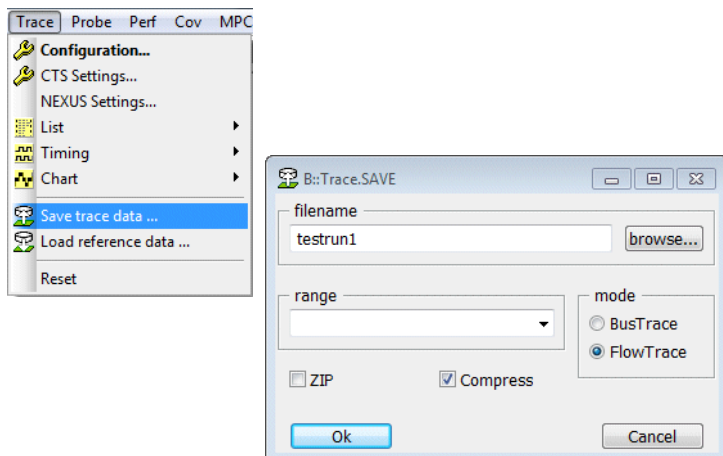 Trace Probe Perf Cov MPC
Configuration...
CTS Settings...
NEXUS Settings...
List
Timing
Chart
Save trace data ...
Load reference data ...
Reset
B::Trace.SAVE
filename
testrun1 browse...
range mode
BusTrace
FlowTrace
ZIP Compress
Ok Cancel